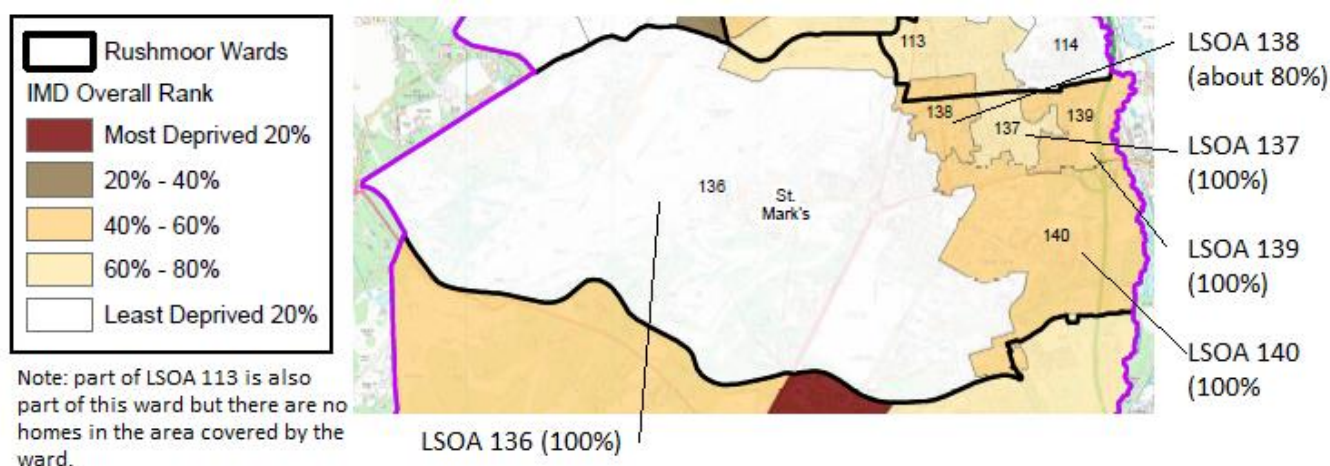 Rushmoor Wards
IMD Overall Rank
Most Deprived 20%
20% - 40%
40% - 60%
60% - 80%
Least Deprived 20%
Note: part of LSOA 113 is also
part of this ward but there are no
homes in the area covered by the
ward.
113
114
138
137
139
136
St.
Mark's
140
LSOA 138
(about 80%)
LSOA 137
(100%)
LSOA 139
(100%)
LSOA 140
(100%
LSOA 136 (100%)